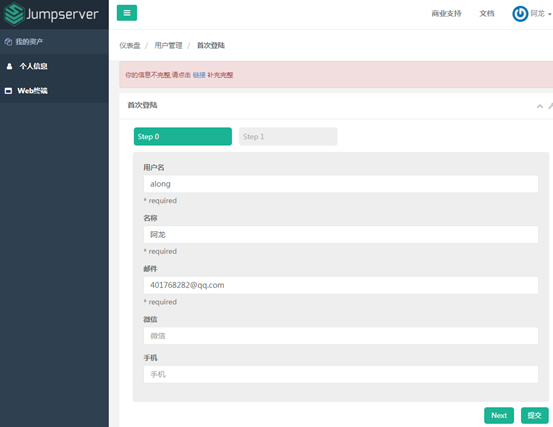 Jumpserver
商业支持
文档
阿龙
我的资产
个人信息
Web终端
仪表盘 / 用户管理 / 首次登陆
你的信息不完整,请点击 链接 补充完整
首次登陆
Step 0
Step 1
用户名
along
* required
名称
阿龙
* required
邮件
401768282@qq.com
* required
微信
微信
手机
手机
Next
提交